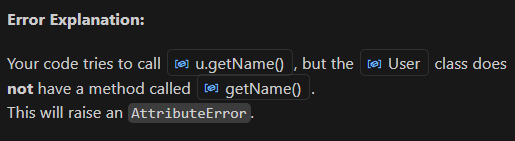 Error Explanation:
Your code tries to call u.getName() , but the User class does
not have a method called getName() .
This will raise an AttributeError.